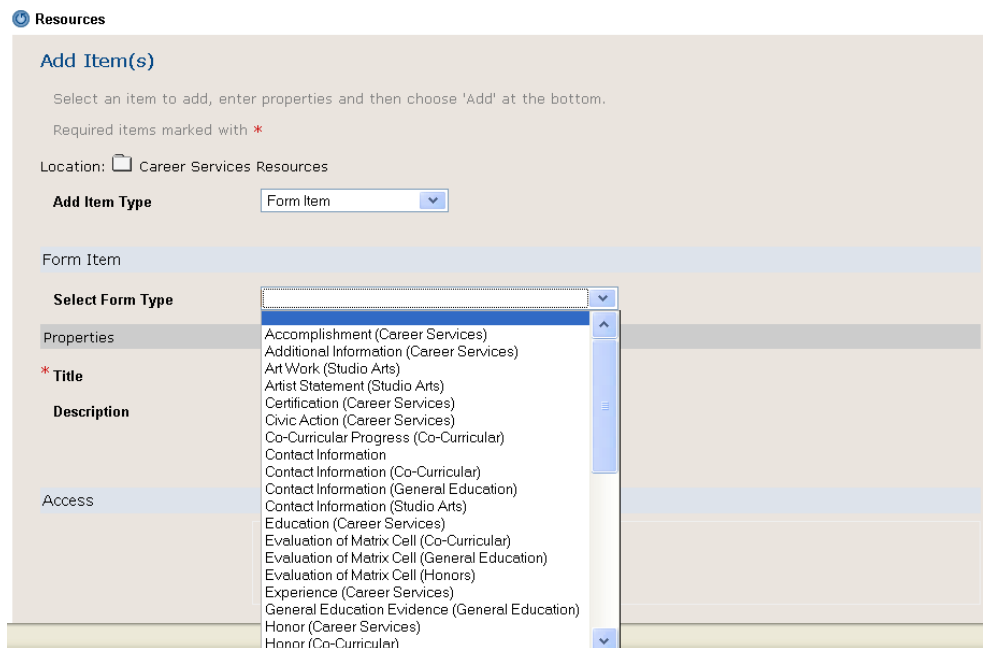 Resources
Add Item(s)
Select an item to add, enter properties and then choose 'Add' at the bottom.
Required items marked with *
Location: Career Services Resources
Add Item Type Form Item
Form Item
Select Form Type
Properties
* Title
Description
Access
Accomplishment (Career Services)
Additional Information (Career Services)
Art Work (Studio Arts)
Artist Statement (Studio Arts)
Certification (Career Services)
Civic Action (Career Services)
Co-Curricular Progress (Co-Curricular)
Contact Information
Contact Information (Co-Curricular)
Contact Information (General Education)
Contact Information (Studio Arts)
Education (Career Services)
Evaluation of Matrix Cell (Co-Curricular)
Evaluation of Matrix Cell (General Education)
Evaluation of Matrix Cell (Honors)
Experience (Career Services)
General Education Evidence (General Education)
Honor (Career Services)
Honor (Co-Curricular)